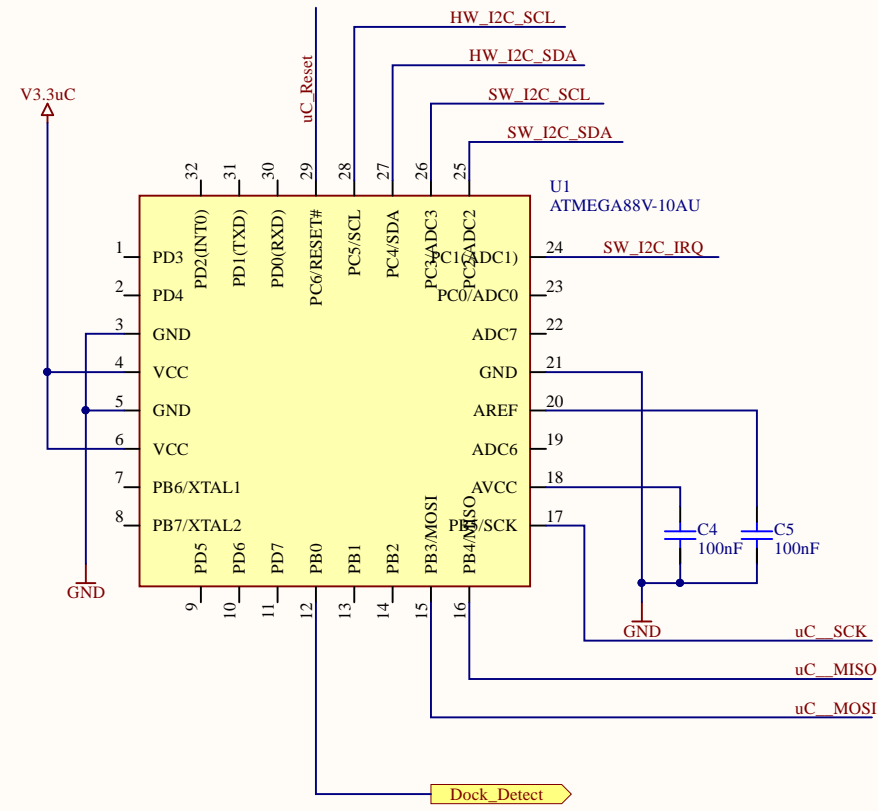 HW_I2C_SCL
HW_I2C_SDA
SW_I2C_SCL
SW_I2C_SDA
uC_Reset
V3.3uC
32
31
30
29
28
27
26
25
U1
ATMEGA88V-10AU
PD2(INT0)
PD1(TXD)
PD0(RXD)
PC6/RESET#
PC5/SCL
PC4/SDA
PC3/ADC3
PC2/ADC2
1 PD3
2 PD4
3 GND
4 VCC
5 GND
6 VCC
7 PB6/XTAL1
8 PB7/XTAL2
PC1(ADC1) 24 SW_I2C_IRQ
PC0/ADC0 23
ADC7 22
GND 21
AREF 20
ADC6 19
AVCC 18
PB5/SCK 17
PD5
PD6
PD7
PB0
PB1
PB2
PB3/MOSI
PB4/MISO
9
10
11
12
13
14
15
16
C4
100nF
C5
100nF
GND
GND
uC__SCK
uC__MISO
uC__MOSI
Dock_Detect